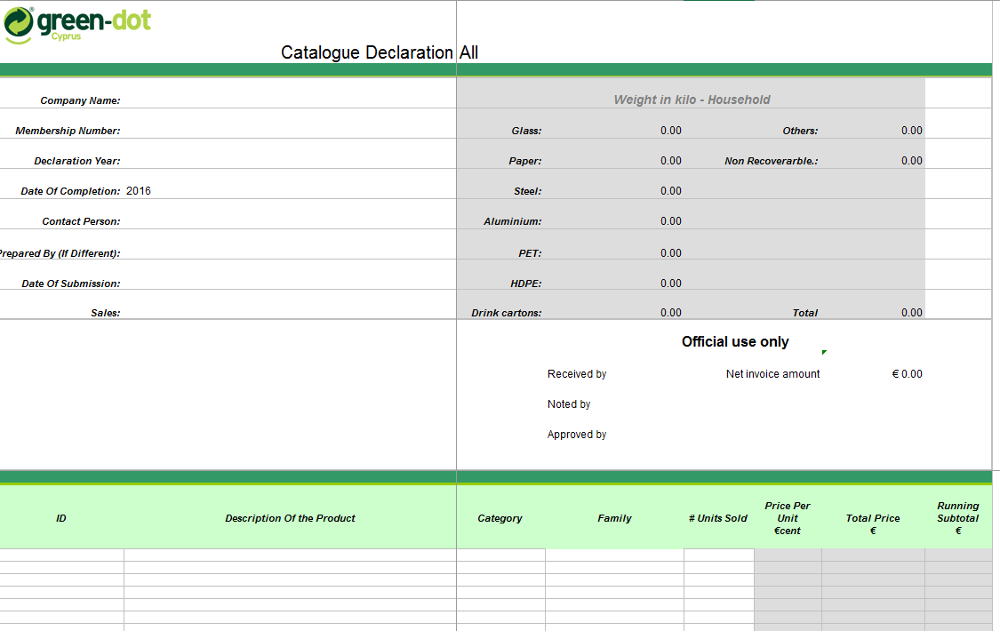 green-dot
Cyprus
Catalogue Declaration All
Company Name:
Weight in kilo - Household
Membership Number:
Glass: 0.00 Others: 0.00
Declaration Year:
Paper: 0.00 Non Recoverarble.: 0.00
Date Of Completion: 2016
Steel: 0.00
Contact Person:
Aluminium: 0.00
Prepared By (If Different):
PET: 0.00
Date Of Submission:
HDPE: 0.00
Sales:
Drink cartons: 0.00 Total 0.00
Official use only
Received by Net invoice amount € 0.00
Noted by
Approved by
ID
Description Of the Product
Category
Family
# Units Sold
Price Per
Unit
€cent
Total Price
€
Running
Subtotal
€